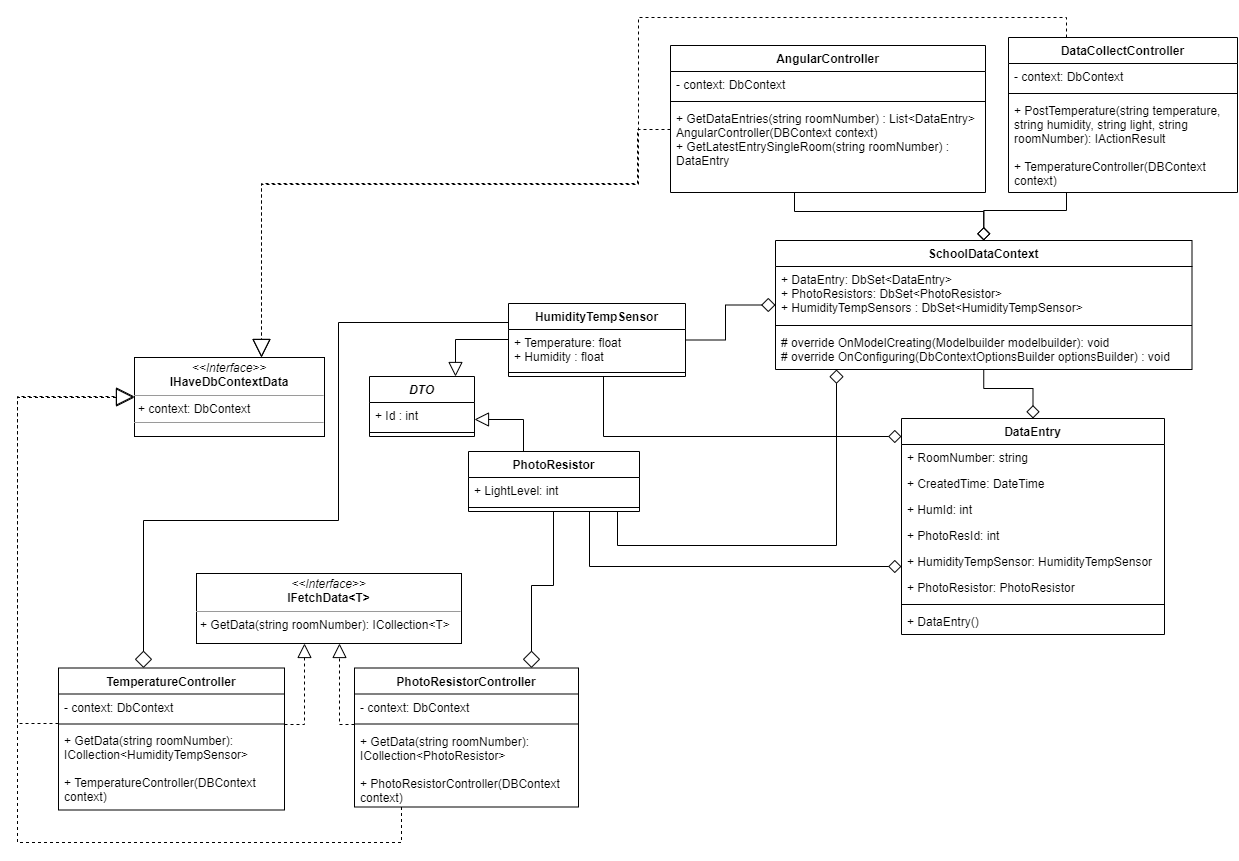 AngularController
- context: DbContext
+ GetDataEntries(string roomNumber) : List<DataEntry>
AngularController(DBContext context)
+ GetLatestEntrySingleRoom(string roomNumber) :
DataEntry
DataCollectController
- context: DbContext
+ PostTemperature(string temperature,
string humidity, string light, string
roomNumber): IActionResult
+ TemperatureController(DBContext
context)
SchoolDataContext
+ DataEntry: DbSet<DataEntry>
+ PhotoResistors: DbSet<PhotoResistor>
+ HumidityTempSensors : DbSet<HumidityTempSensor>
# override OnModelCreating(Modelbuilder modelbuilder): void
# override OnConfiguring(DbContextOptionsBuilder optionsBuilder) : void
HumidityTempSensor
+ Temperature: float
+ Humidity : float
<<Interface>>
IHaveDbContextData
+ context: DbContext
DTO
+ Id : int
PhotoResistor
+ LightLevel: int
DataEntry
+ RoomNumber: string
+ CreatedTime: DateTime
+ HumId: int
+ PhotoResId: int
+ HumidityTempSensor: HumidityTempSensor
+ PhotoResistor: PhotoResistor
+ DataEntry()
<<Interface>>
IFetchData<T>
+ GetData(string roomNumber): ICollection<T>
TemperatureController
- context: DbContext
+ GetData(string roomNumber):
ICollection<HumidityTempSensor>
+ TemperatureController(DBContext
context)
PhotoResistorController
- context: DbContext
+ GetData(string roomNumber):
ICollection<PhotoResistor>
+ PhotoResistorController(DBContext
context)